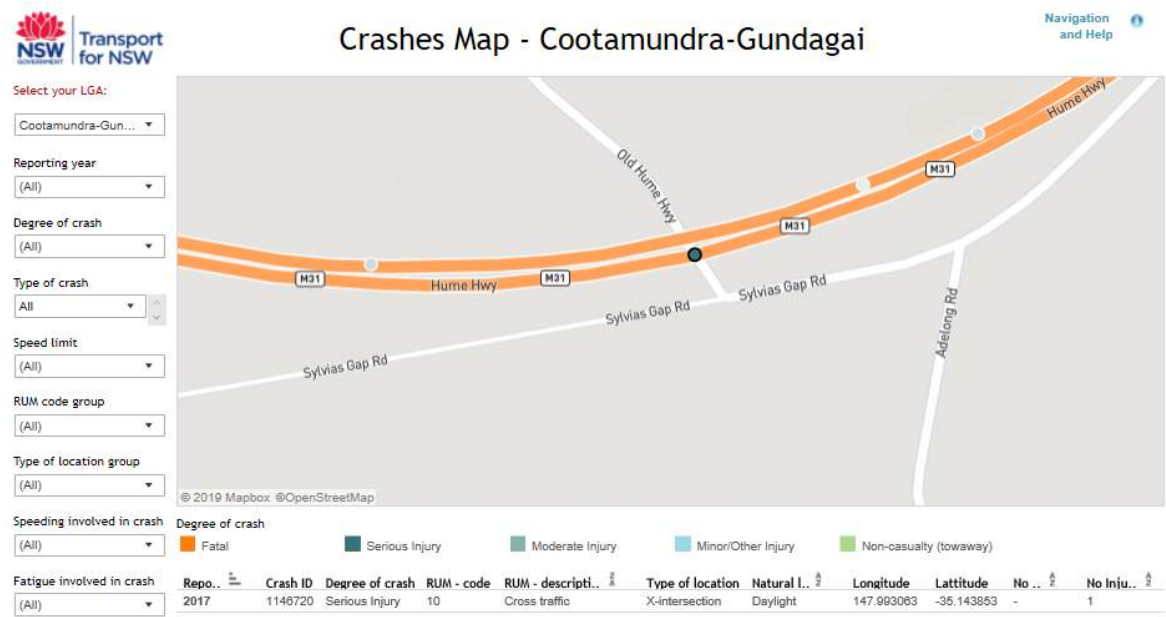 NSW
GOVERNMENT
Transport
for NSW
Crashes Map - Cootamundra-Gundagai
Navigation
and Help
Select your LGA:
Cootamundra-Gun...
Reporting year
(All)
Degree of crash
(All)
Type of crash
All
Speed limit
(All)
RUM code group
(All)
Type of location group
(All)
Speeding involved in crash
(All)
Fatigue involved in crash
(All)
Hume Hwy
Old Hume Hwy
M31
M31
M31
M31
Hume Hwy
Sylvias Gap Rd
Sylvias Gap Rd
Sylvias Gap Rd
Adelong Rd
© 2019 Mapbox ©OpenStreetMap
Degree of crash
Fatal Serious Injury Moderate Injury Minor/Other Injury Non-casualty (towaway)
Repo.. Crash ID Degree of crash RUM - code RUM - descripti.. Type of location Natural l.. Longitude Lattitude No .. No Inju..
2017 1146720 Serious Injury 10 Cross traffic X-intersection Daylight 147.993063 -35.143853 - 1